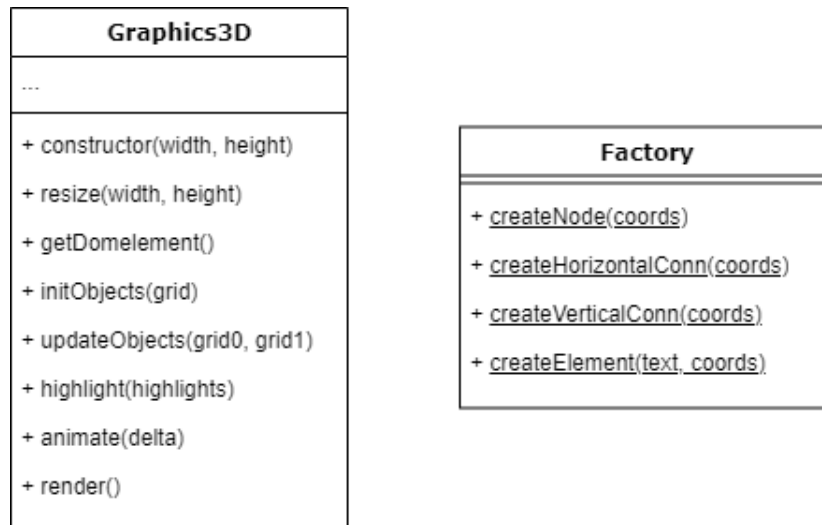 Graphics3D
...
+ constructor(width, height)
+ resize(width, height)
+ getDomelement()
+ initObjects(grid)
+ updateObjects(grid0, grid1)
+ highlight(highlights)
+ animate(delta)
+ render()
Factory
+ createNode(coords)
+ createHorizontalConn(coords)
+ createVerticalConn(coords)
+ createElement(text, coords)